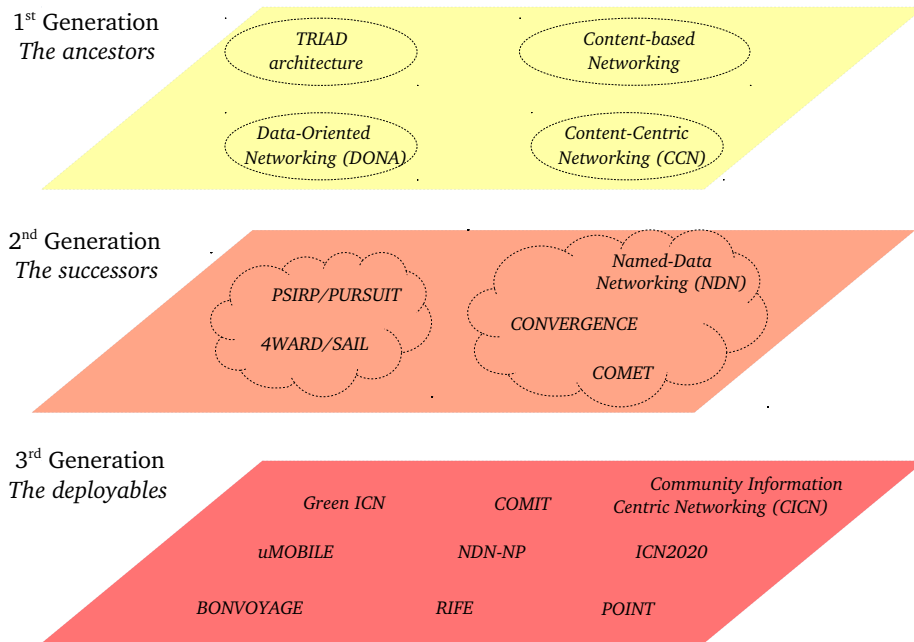 1st Generation
The ancestors
TRIAD
architecture
Content-based
Networking
Data-Oriented
Networking (DONA)
Content-Centric
Networking (CCN)
2nd Generation
The successors
PSIRP/PURSUIT
4WARD/SAIL
Named-Data
Networking (NDN)
CONVERGENCE
COMET
3rd Generation
The deployables
Green ICN
COMIT
Community Information
Centric Networking (CICN)
uMOBILE
NDN-NP
ICN2020
BONVOYAGE
RIFE
POINT